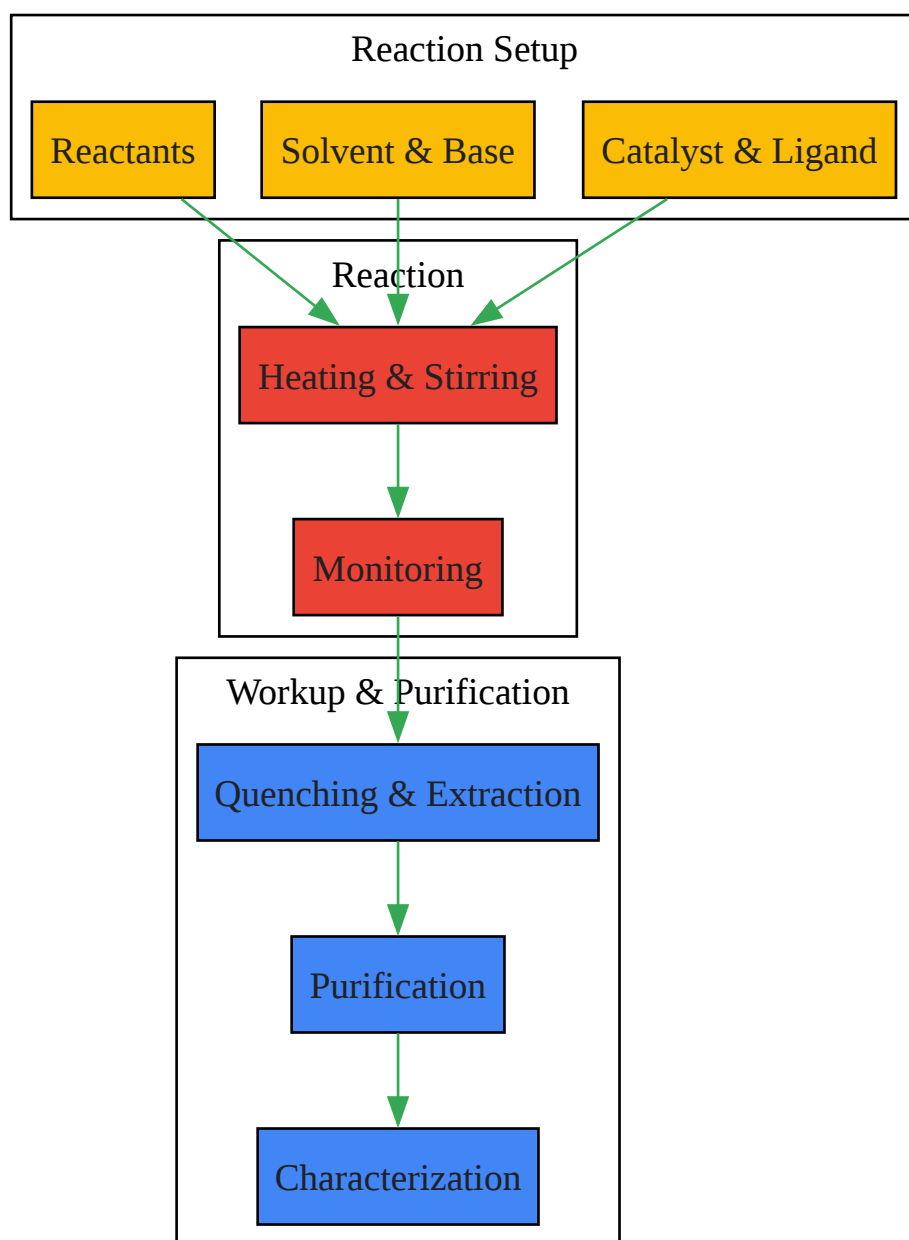 Reaction Setup
Reactants
Solvent & Base
Catalyst & Ligand
Reaction
Heating & Stirring
Monitoring
Workup & Purification
Quenching & Extraction
Purification
Characterization